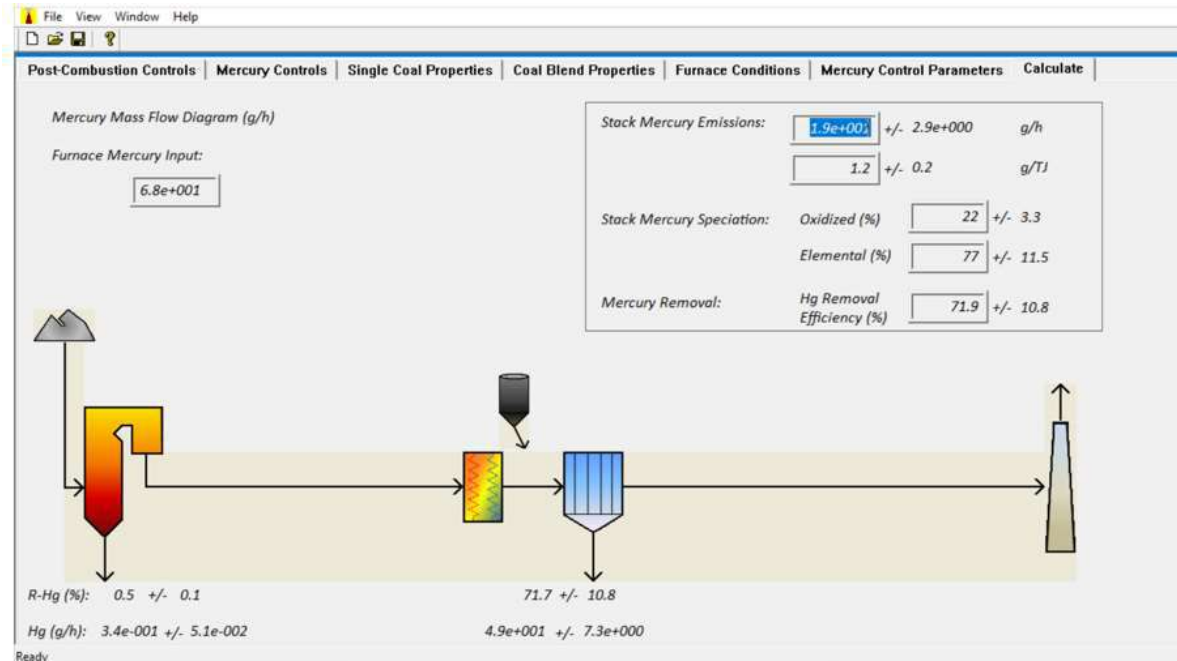 File View Window Help
Post-Combustion Controls Mercury Controls Single Coal Properties Coal Blend Properties Furnace Conditions Mercury Control Parameters Calculate
Mercury Mass Flow Diagram (g/h)
Furnace Mercury Input:
6.8e+001
Stack Mercury Emissions: 1.9e+001 +/- 2.9e+000 g/h
1.2 +/- 0.2 g/TJ
Stack Mercury Speciation: Oxidized (%) 22 +/- 3.3
Elemental (%) 77 +/- 11.5
Mercury Removal: Hg Removal
Efficiency (%) 71.9 +/- 10.8
R-Hg (%): 0.5 +/- 0.1 71.7 +/- 10.8
Hg (g/h): 3.4e-001 +/- 5.1e-002 4.9e+001 +/- 7.3e+000
Ready